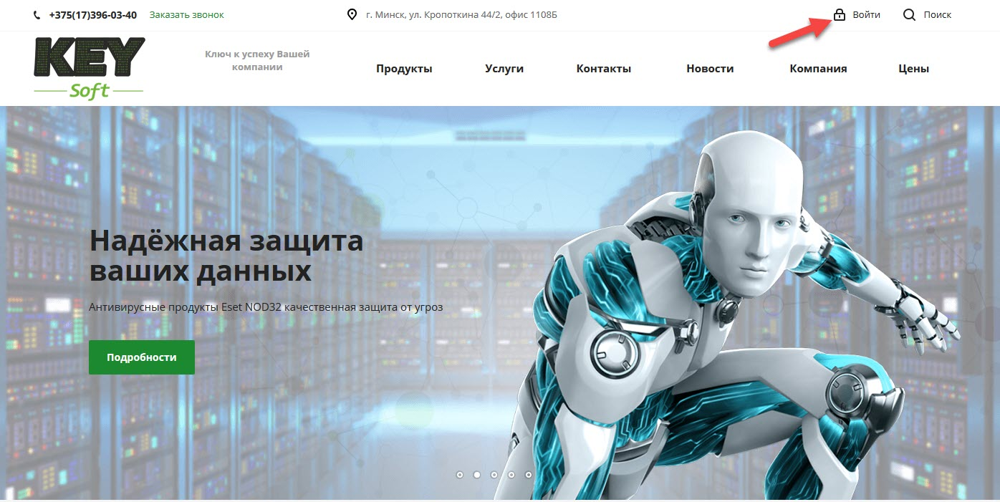 +375(17)396-03-40 Заказать звонок г. Минск, ул. Кропоткина 44/2, офис 1108Б Войти Поиск
KEY
Soft
Ключ к успеху Вашей
компании
Продукты Услуги Контакты Новости Компания Цены
Надёжная защита
ваших данных
Антивирусные продукты Eset NOD32 качественная защита от угроз
Подробности